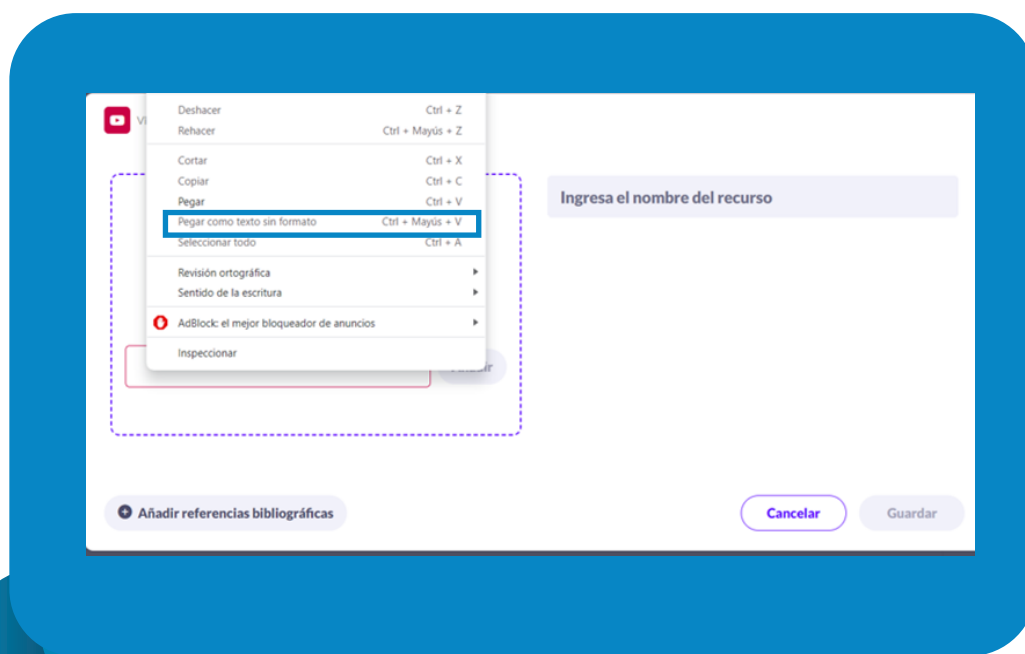 Deshacer Ctrl + Z
Rehacer Ctrl + Mayús + Z
Cortar Ctrl + X
Copiar Ctrl + C
Pegar Ctrl + V
Pegar como texto sin formato Ctrl + Mayús + V
Seleccionar todo Ctrl + A
Revisión ortográfica
Sentido de la escritura
AdBlock: el mejor bloqueador de anuncios
Inspeccionar
Ingresa el nombre del recurso
Añadir referencias bibliográficas
Cancelar
Guardar